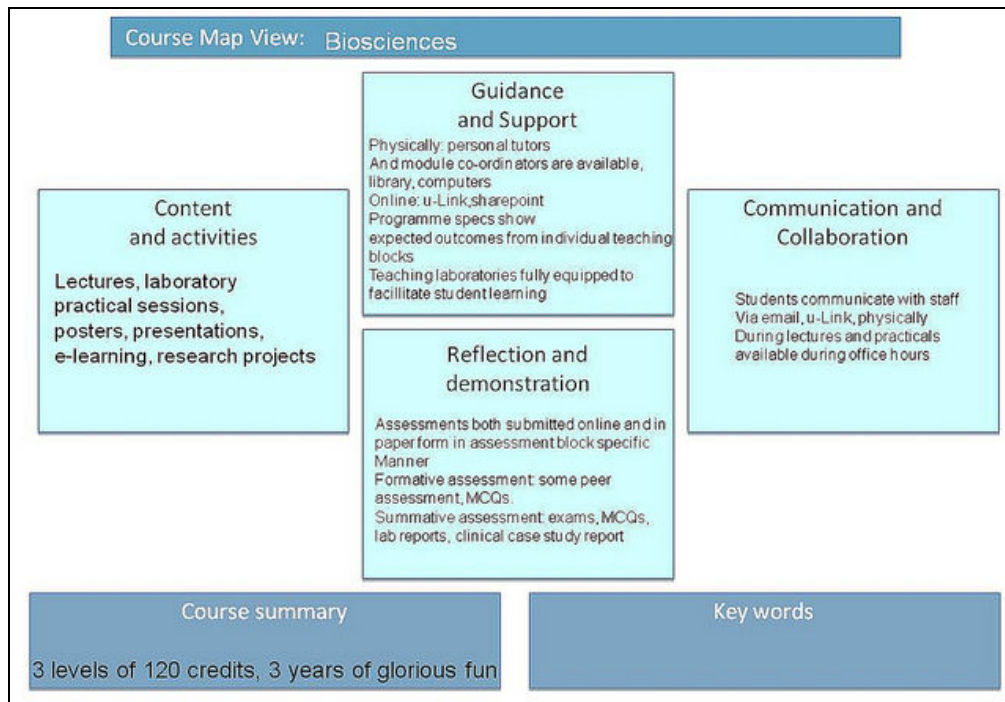 Course Map View: Biosciences
Guidance
and Support
Physically: personal tutors
And module co-ordinators are available,
library, computers
Online: u-Link,sharepoint
Programme specs show
expected outcomes from individual teaching
blocks
Teaching laboratories fully equipped to
facillitate student learning
Content
and activities
Lectures, laboratory
practical sessions,
posters, presentations,
e-learning, research projects
Communication and
Collaboration
Students communicate with staff
Via email, u-Link, physically
During lectures and practicals
available during office hours
Reflection and
demonstration
Assessments both submitted online and in
paper form in assessment block specific
Manner
Formative assessment: some peer
assessment, MCQs.
Summative assessment: exams, MCQs,
lab reports, clinical case study report
Course summary
3 levels of 120 credits, 3 years of glorious fun
Key words